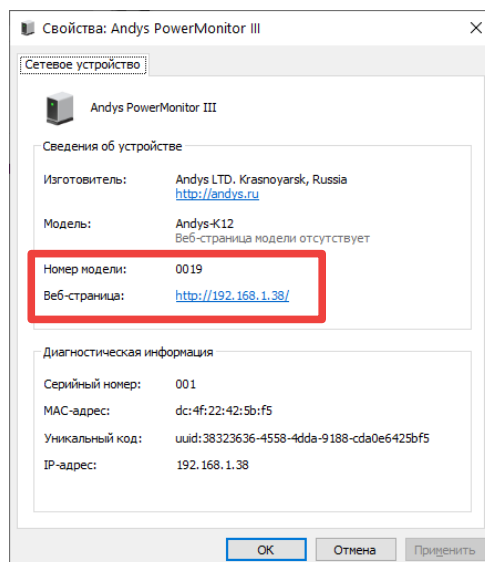 Свойства: Andys PowerMonitor III
Сетевое устройство
Andys PowerMonitor III
Сведения об устройстве
Изготовитель: Andys LTD. Krasnoyarsk, Russia
http://andys.ru
Модель: Andys-K12
Веб-страница модели отсутствует
Номер модели: 0019
Веб-страница: http://192.168.1.38/
Диагностическая информация
Серийный номер: 001
MAC-адрес: dc:4f:22:42:5b:f5
Уникальный код: uuid:38323636-4558-4dda-9188-cda0e6425bf5
IP-адрес: 192.168.1.38
ОК Отмена Применить